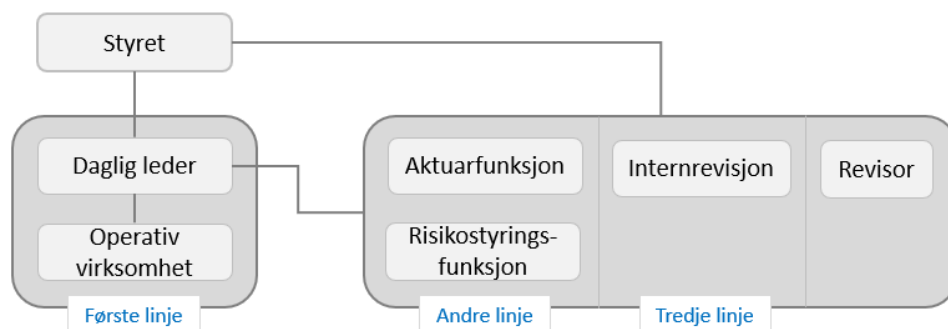 Styret
Daglig leder
Operativ
virksomhet
Første linje
Aktuarfunksjon
Risikostyrings-
funksjon
Andre linje
Internrevisjon
Tredje linje
Revisor